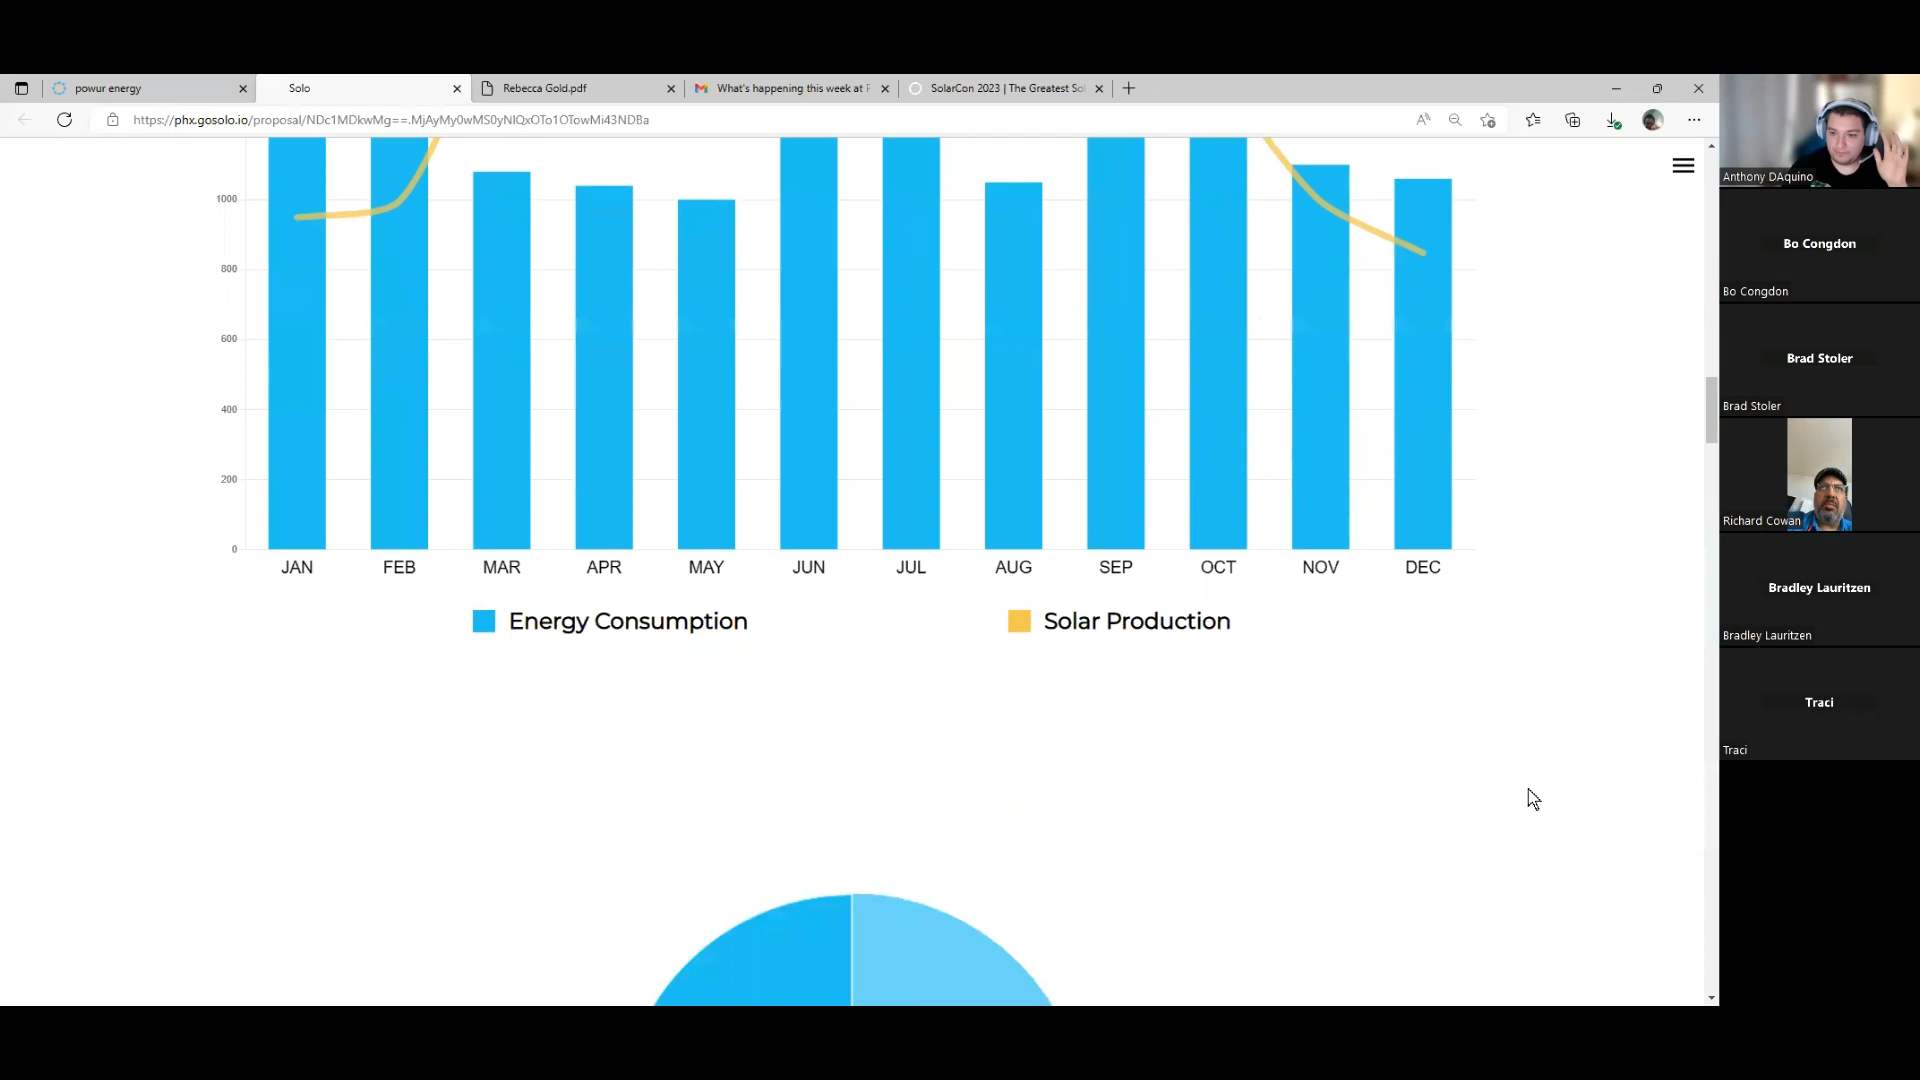 powur energy
Solo
Rebecca Gold.pdf
What's happening this week at P
SolarCon 2023 | The Greatest So
https://phx.gosolo.io/proposal/NDc1MDkwMg==.MjAyMy0wMS0yNlQxOTo1OTowMi43NDBa
1000
800
600
400
200
0
JAN FEB MAR APR MAY JUN JUL AUG SEP OCT NOV DEC
Energy Consumption
Solar Production
Anthony DAquino
Bo Congdon
Bo Congdon
Brad Stoler
Brad Stoler
Richard Cowan
Bradley Lauritzen
Bradley Lauritzen
Traci
Traci